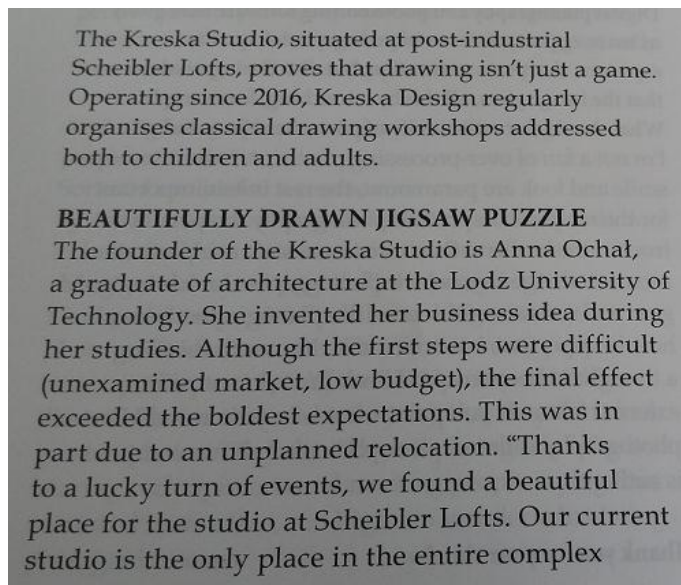 The Kreska Studio, situated at post-industrial
Scheibler Lofts, proves that drawing isn't just a game.
Operating since 2016, Kreska Design regularly
organises classical drawing workshops addressed
both to children and adults.
BEAUTIFULLY DRAWN JIGSAW PUZZLE
The founder of the Kreska Studio is Anna Ochał,
a graduate of architecture at the Lodz University of
Technology. She invented her business idea during
her studies. Although the first steps were difficult
(unexamined market, low budget), the final effect
exceeded the boldest expectations. This was in
part due to an unplanned relocation. “Thanks
to a lucky turn of events, we found a beautiful
place for the studio at Scheibler Lofts. Our current
studio is the only place in the entire complex